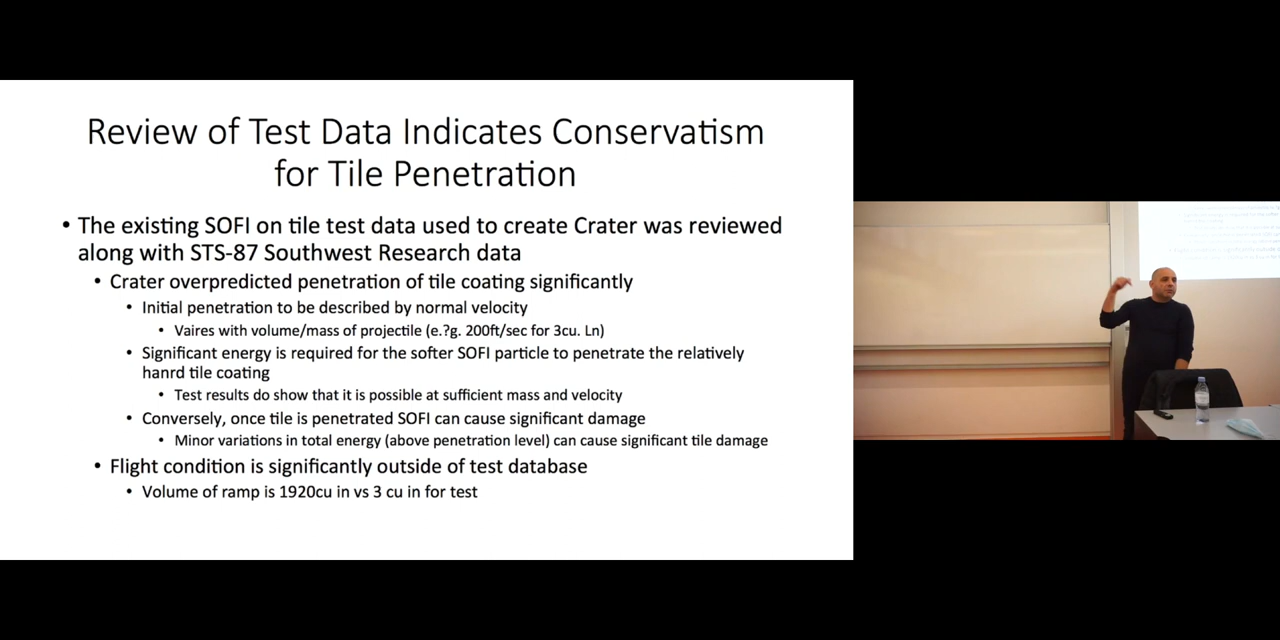 Review of Test Data Indicates Conservatism
for Tile Penetration
• The existing SOFI on tile test data used to create Crater was reviewed
along with STS-87 Southwest Research data
• Crater overpredicted penetration of tile coating significantly
• Initial penetration to be described by normal velocity
• Vaires with volume/mass of projectile (e.?g. 200ft/sec for 3cu. Ln)
• Significant energy is required for the softer SOFI particle to penetrate the relatively
hanrd tile coating
• Test results do show that it is possible at sufficient mass and velocity
• Conversely, once tile is penetrated SOFI can cause significant damage
• Minor variations in total energy (above penetration level) can cause significant tile damage
• Flight condition is significantly outside of test database
• Volume of ramp is 1920cu in vs 3 cu in for test